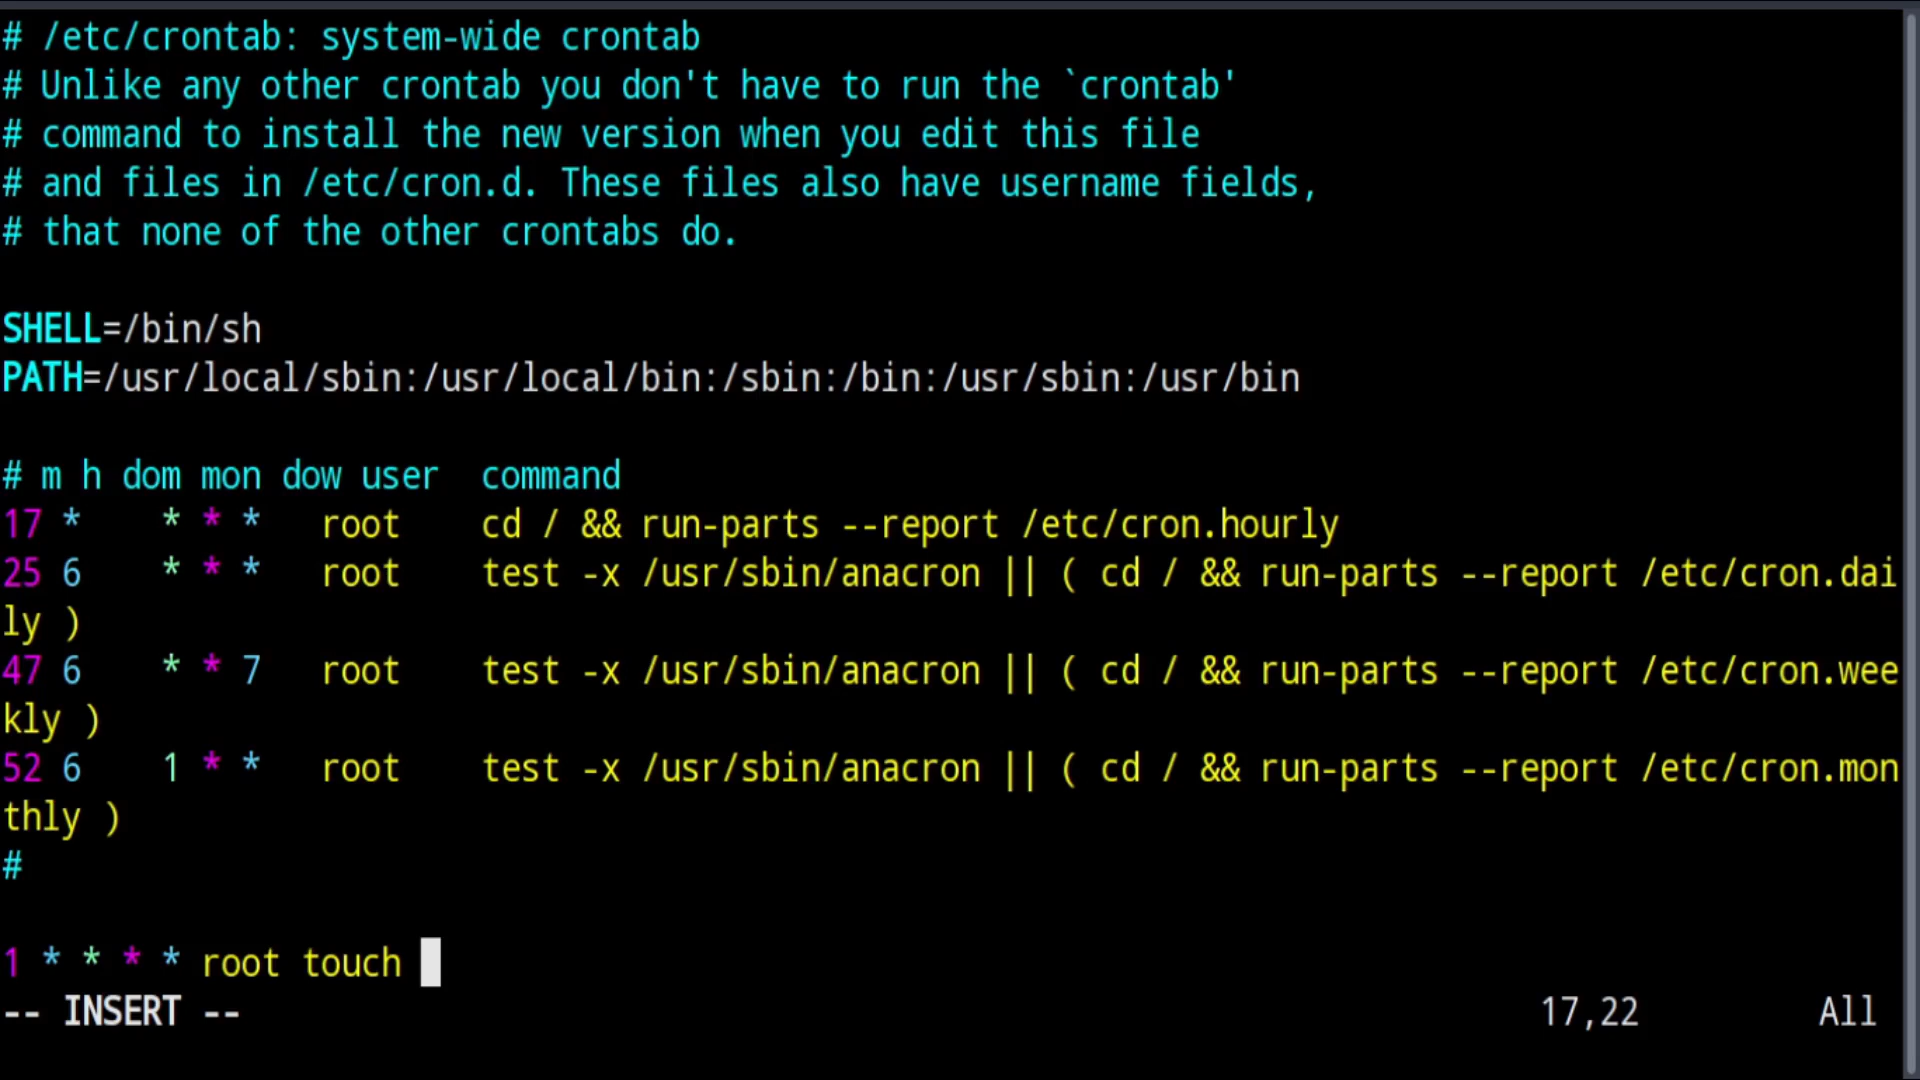 # /etc/crontab: system-wide crontab
# Unlike any other crontab you don't have to run the `crontab'
# command to install the new version when you edit this file
# and files in /etc/cron.d. These files also have username fields,
# that none of the other crontabs do.
SHELL=/bin/sh
PATH=/usr/local/sbin:/usr/local/bin:/sbin:/bin:/usr/sbin:/usr/bin
# m h dom mon dow user  command
17 *    * * *   root    cd / && run-parts --report /etc/cron.hourly
25 6    * * *   root    test -x /usr/sbin/anacron || ( cd / && run-parts --report /etc/cron.dai
ly )
47 6    * * 7   root    test -x /usr/sbin/anacron || ( cd / && run-parts --report /etc/cron.wee
kly )
52 6    1 * *   root    test -x /usr/sbin/anacron || ( cd / && run-parts --report /etc/cron.mon
thly )
#
1 * * * * root touch
-- INSERT --    17,22    All